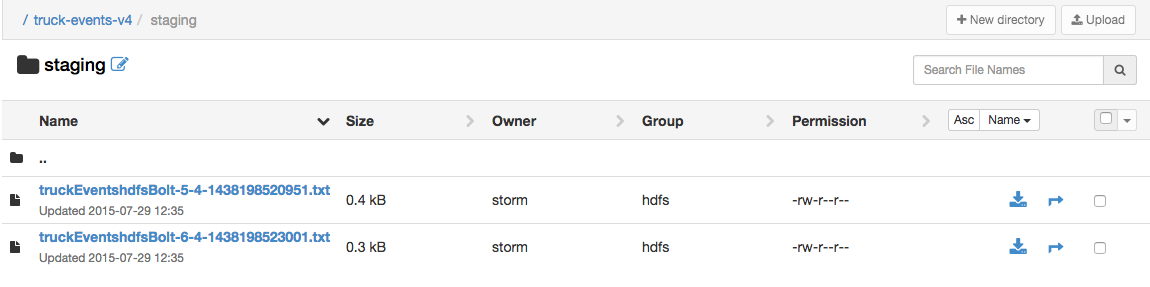 / truck-events-v4 / staging
New directory
Upload
staging
Search File Names
Name Size Owner Group Permission Asc Name
..
truckEventshdfsBolt-5-4-1438198520951.txt 0.4 kB storm hdfs -rw-r--r--
Updated 2015-07-29 12:35
truckEventshdfsBolt-6-4-1438198523001.txt 0.3 kB storm hdfs -rw-r--r--
Updated 2015-07-29 12:35